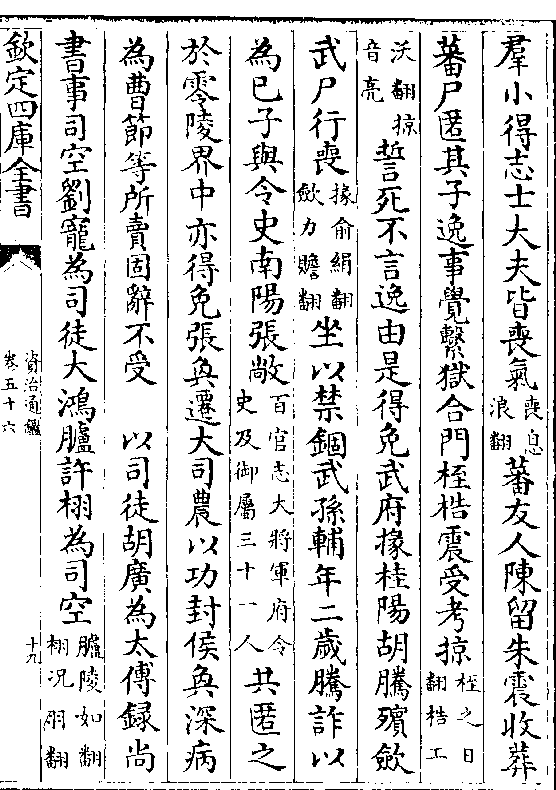 羣小得志士大夫皆喪氣喪息浪翻蕃友人陳留朱震收葬
蕃尸匿其子逸事覺繫獄合門桎梏震受考掠桎之日翻梏工
沃翻掠音亮誓死不言逸由是得免武府掾桂陽胡騰殯斂
武尸行喪掾俞絹翻斂力贍翻坐以禁錮武孫輔年二歲騰詐以
為已子與令史南陽張敞百官志大將軍府令史及御屬三十一人共匿之
於零陵界中亦得免張奐遷大司農以功封侯奐深病
為曹節等所賣固辭不受 以司徒胡廣為太傅録尚
書事司空劉寵為司徒大鴻臚許栩為司空臚陵如翻栩况羽翻
欽定四庫全書
資治通鑑
卷五十六
十九